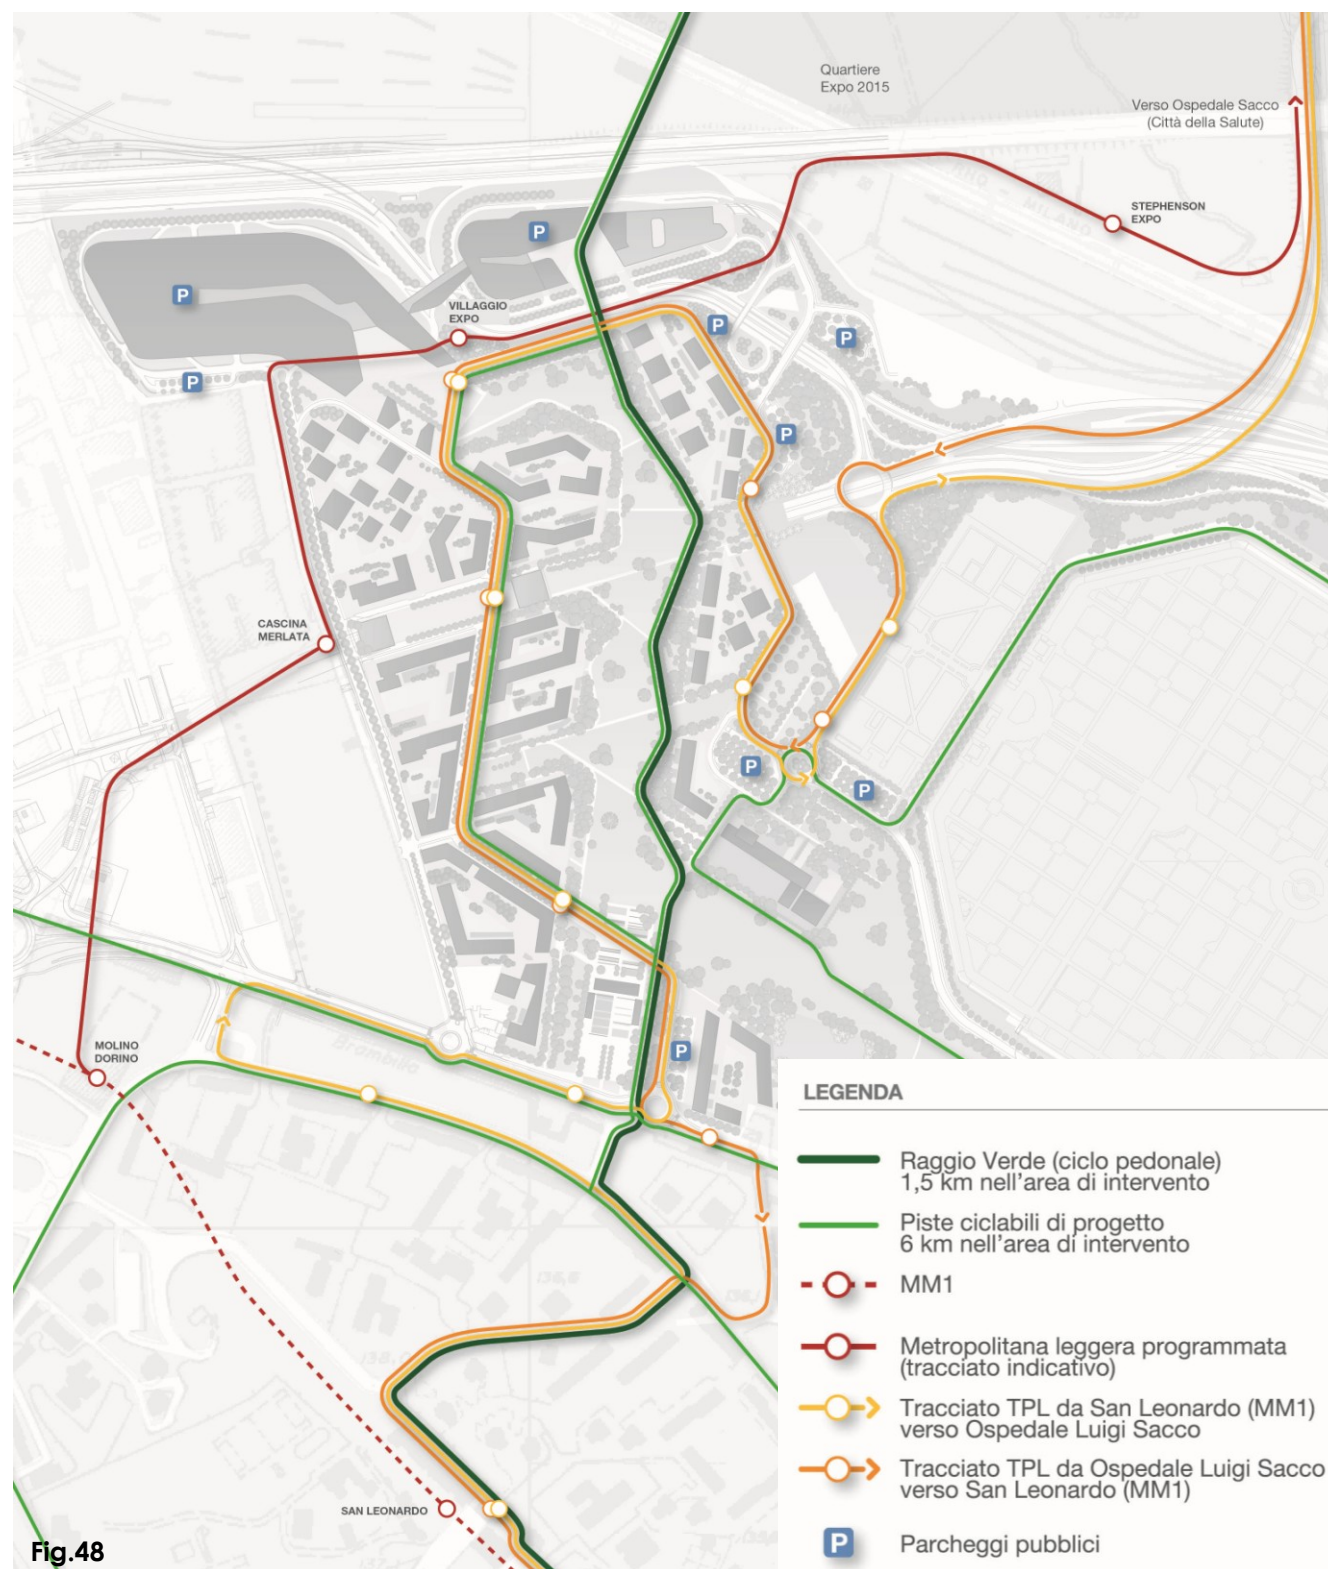 Quartiere
Expo 2015
Verso Ospedale Sacco
(Città della Salute)
STEPHENSON
EXPO
P
P
VILLAGGIO
EXPO
P
P
P
P
CASCINA
MERLATA
P
P
MOLINO
DORINO
P
SAN LEONARDO
Fig.48
LEGENDA
Raggio Verde (ciclo pedonale)
1,5 km nell'area di intervento
Piste ciclabili di progetto
6 km nell'area di intervento
MM1
Metropolitana leggera programmata
(tracciato indicativo)
Tracciato TPL da San Leonardo (MM1)
verso Ospedale Luigi Sacco
Tracciato TPL da Ospedale Luigi Sacco
verso San Leonardo (MM1)
P Parcheggi pubblici